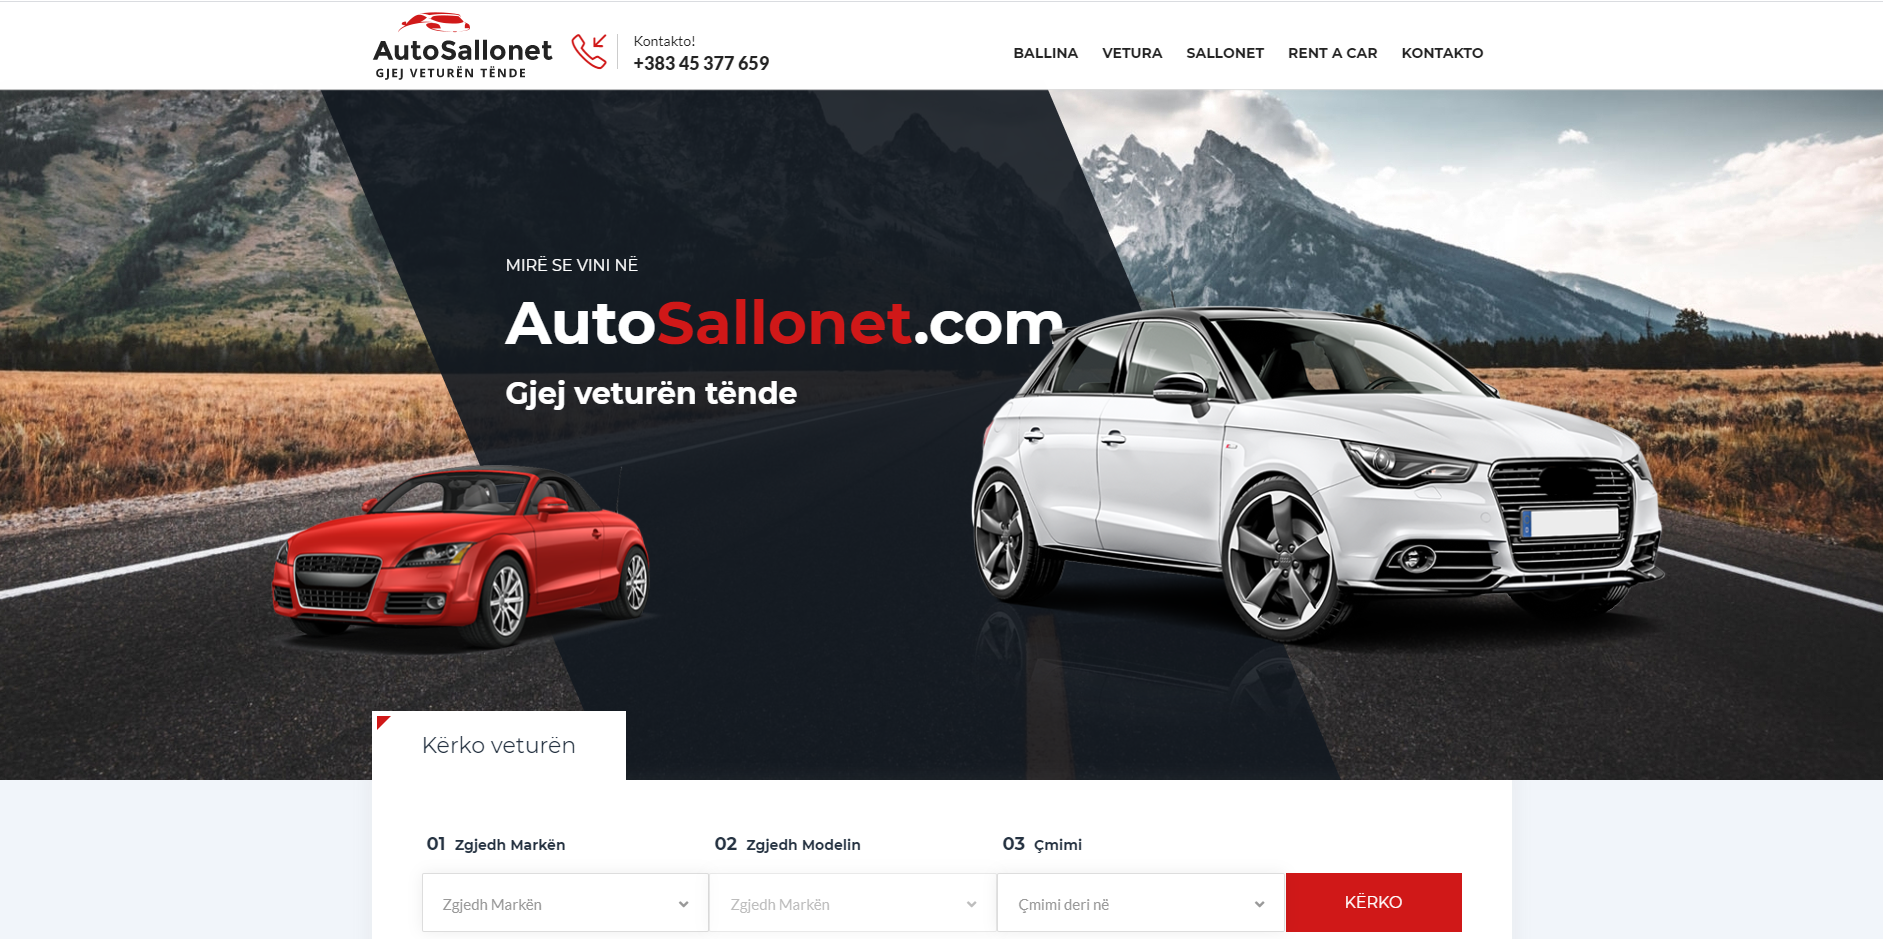 AutoSallonet
GJEJ VETURËN TËNDE
Kontakto!
+383 45 377 659
BALLINA VETURA SALLONET RENT A CAR KONTAKTO
MIRË SE VINI NË
AutoSallonet.com
Gjej veturën tënde
Kërko veturën
01 Zgjedh Markën
02 Zgjedh Modelin
03 Çmimi
Zgjedh Markën
Zgjedh Markën
Çmimi deri në
KËRKO